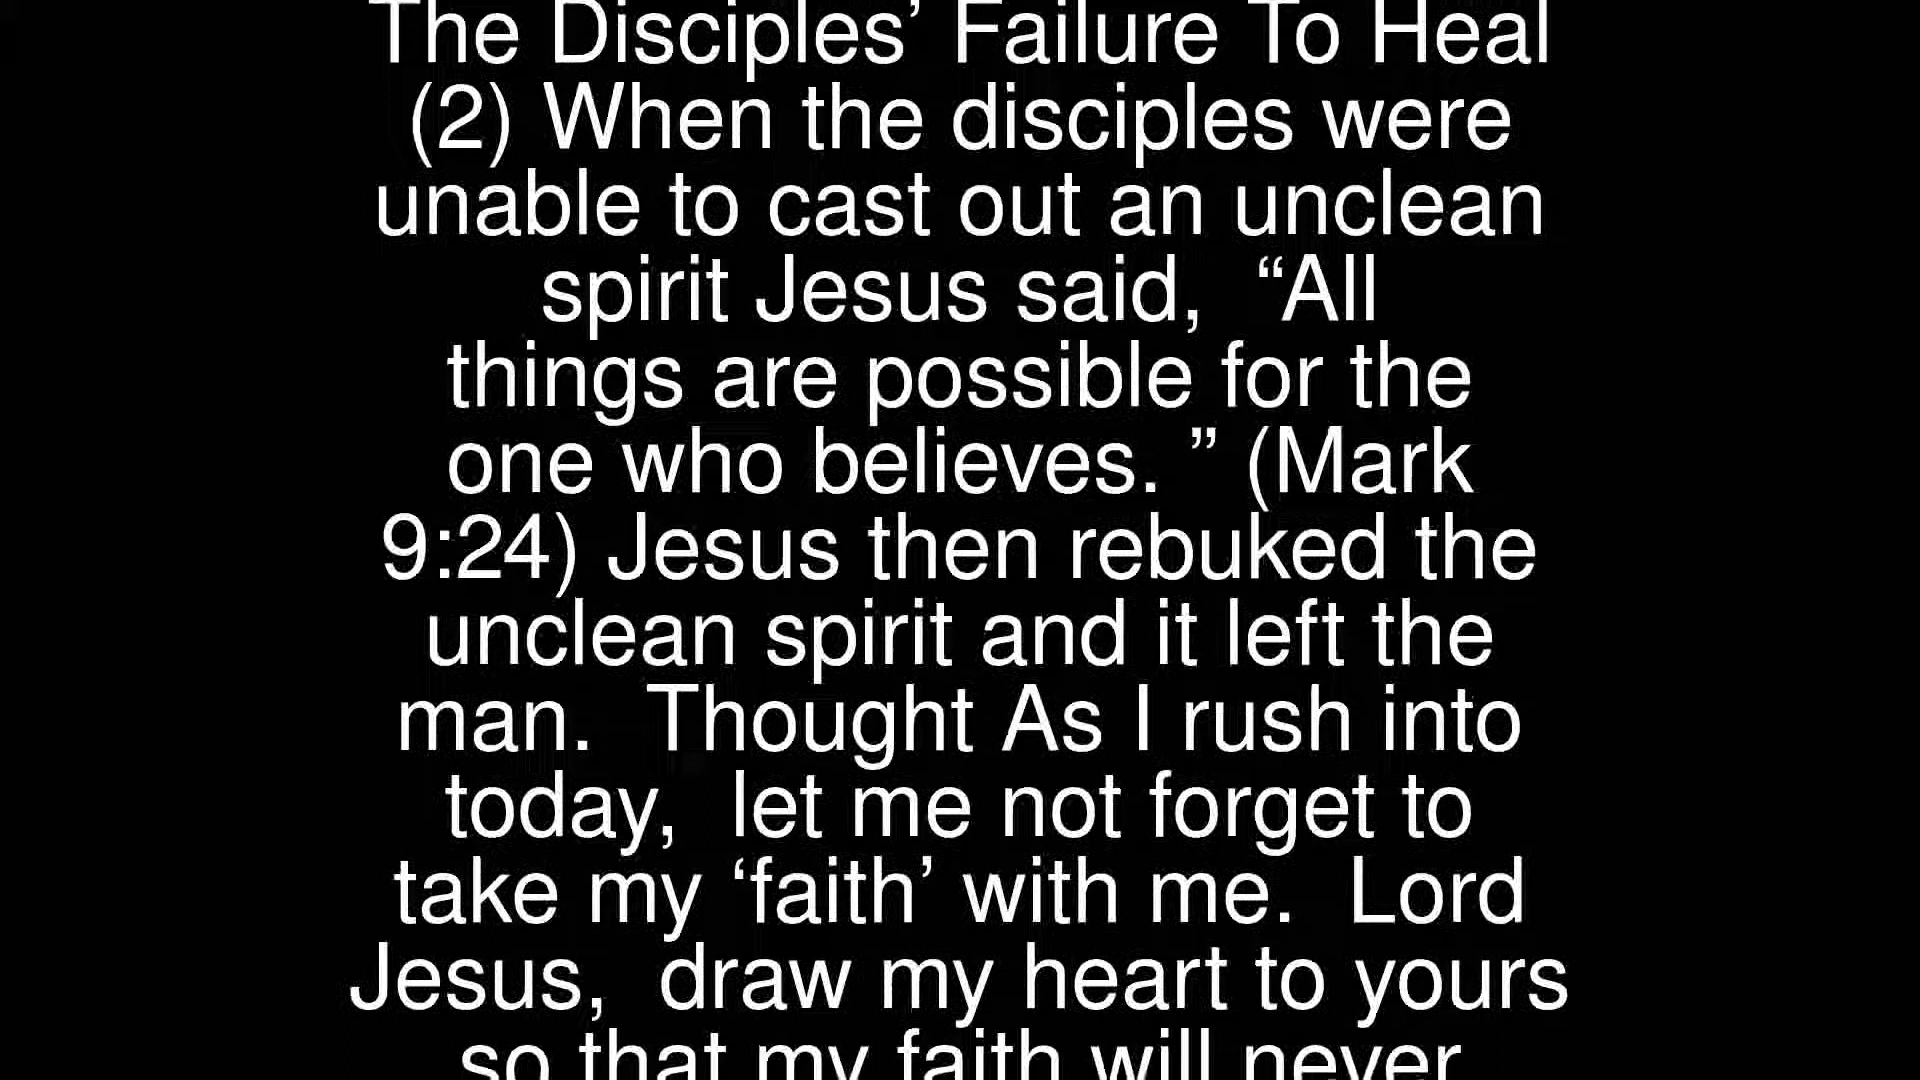 The Disciples’ Failure To Heal
(2) When the disciples were
unable to cast out an unclean
spirit Jesus said,  “All
things are possible for the
one who believes. ” (Mark
9:24) Jesus then rebuked the
unclean spirit and it left the
man.  Thought As I rush into
today,  let me not forget to
take my ‘faith’ with me.  Lord
Jesus,  draw my heart to yours
so that my faith will never